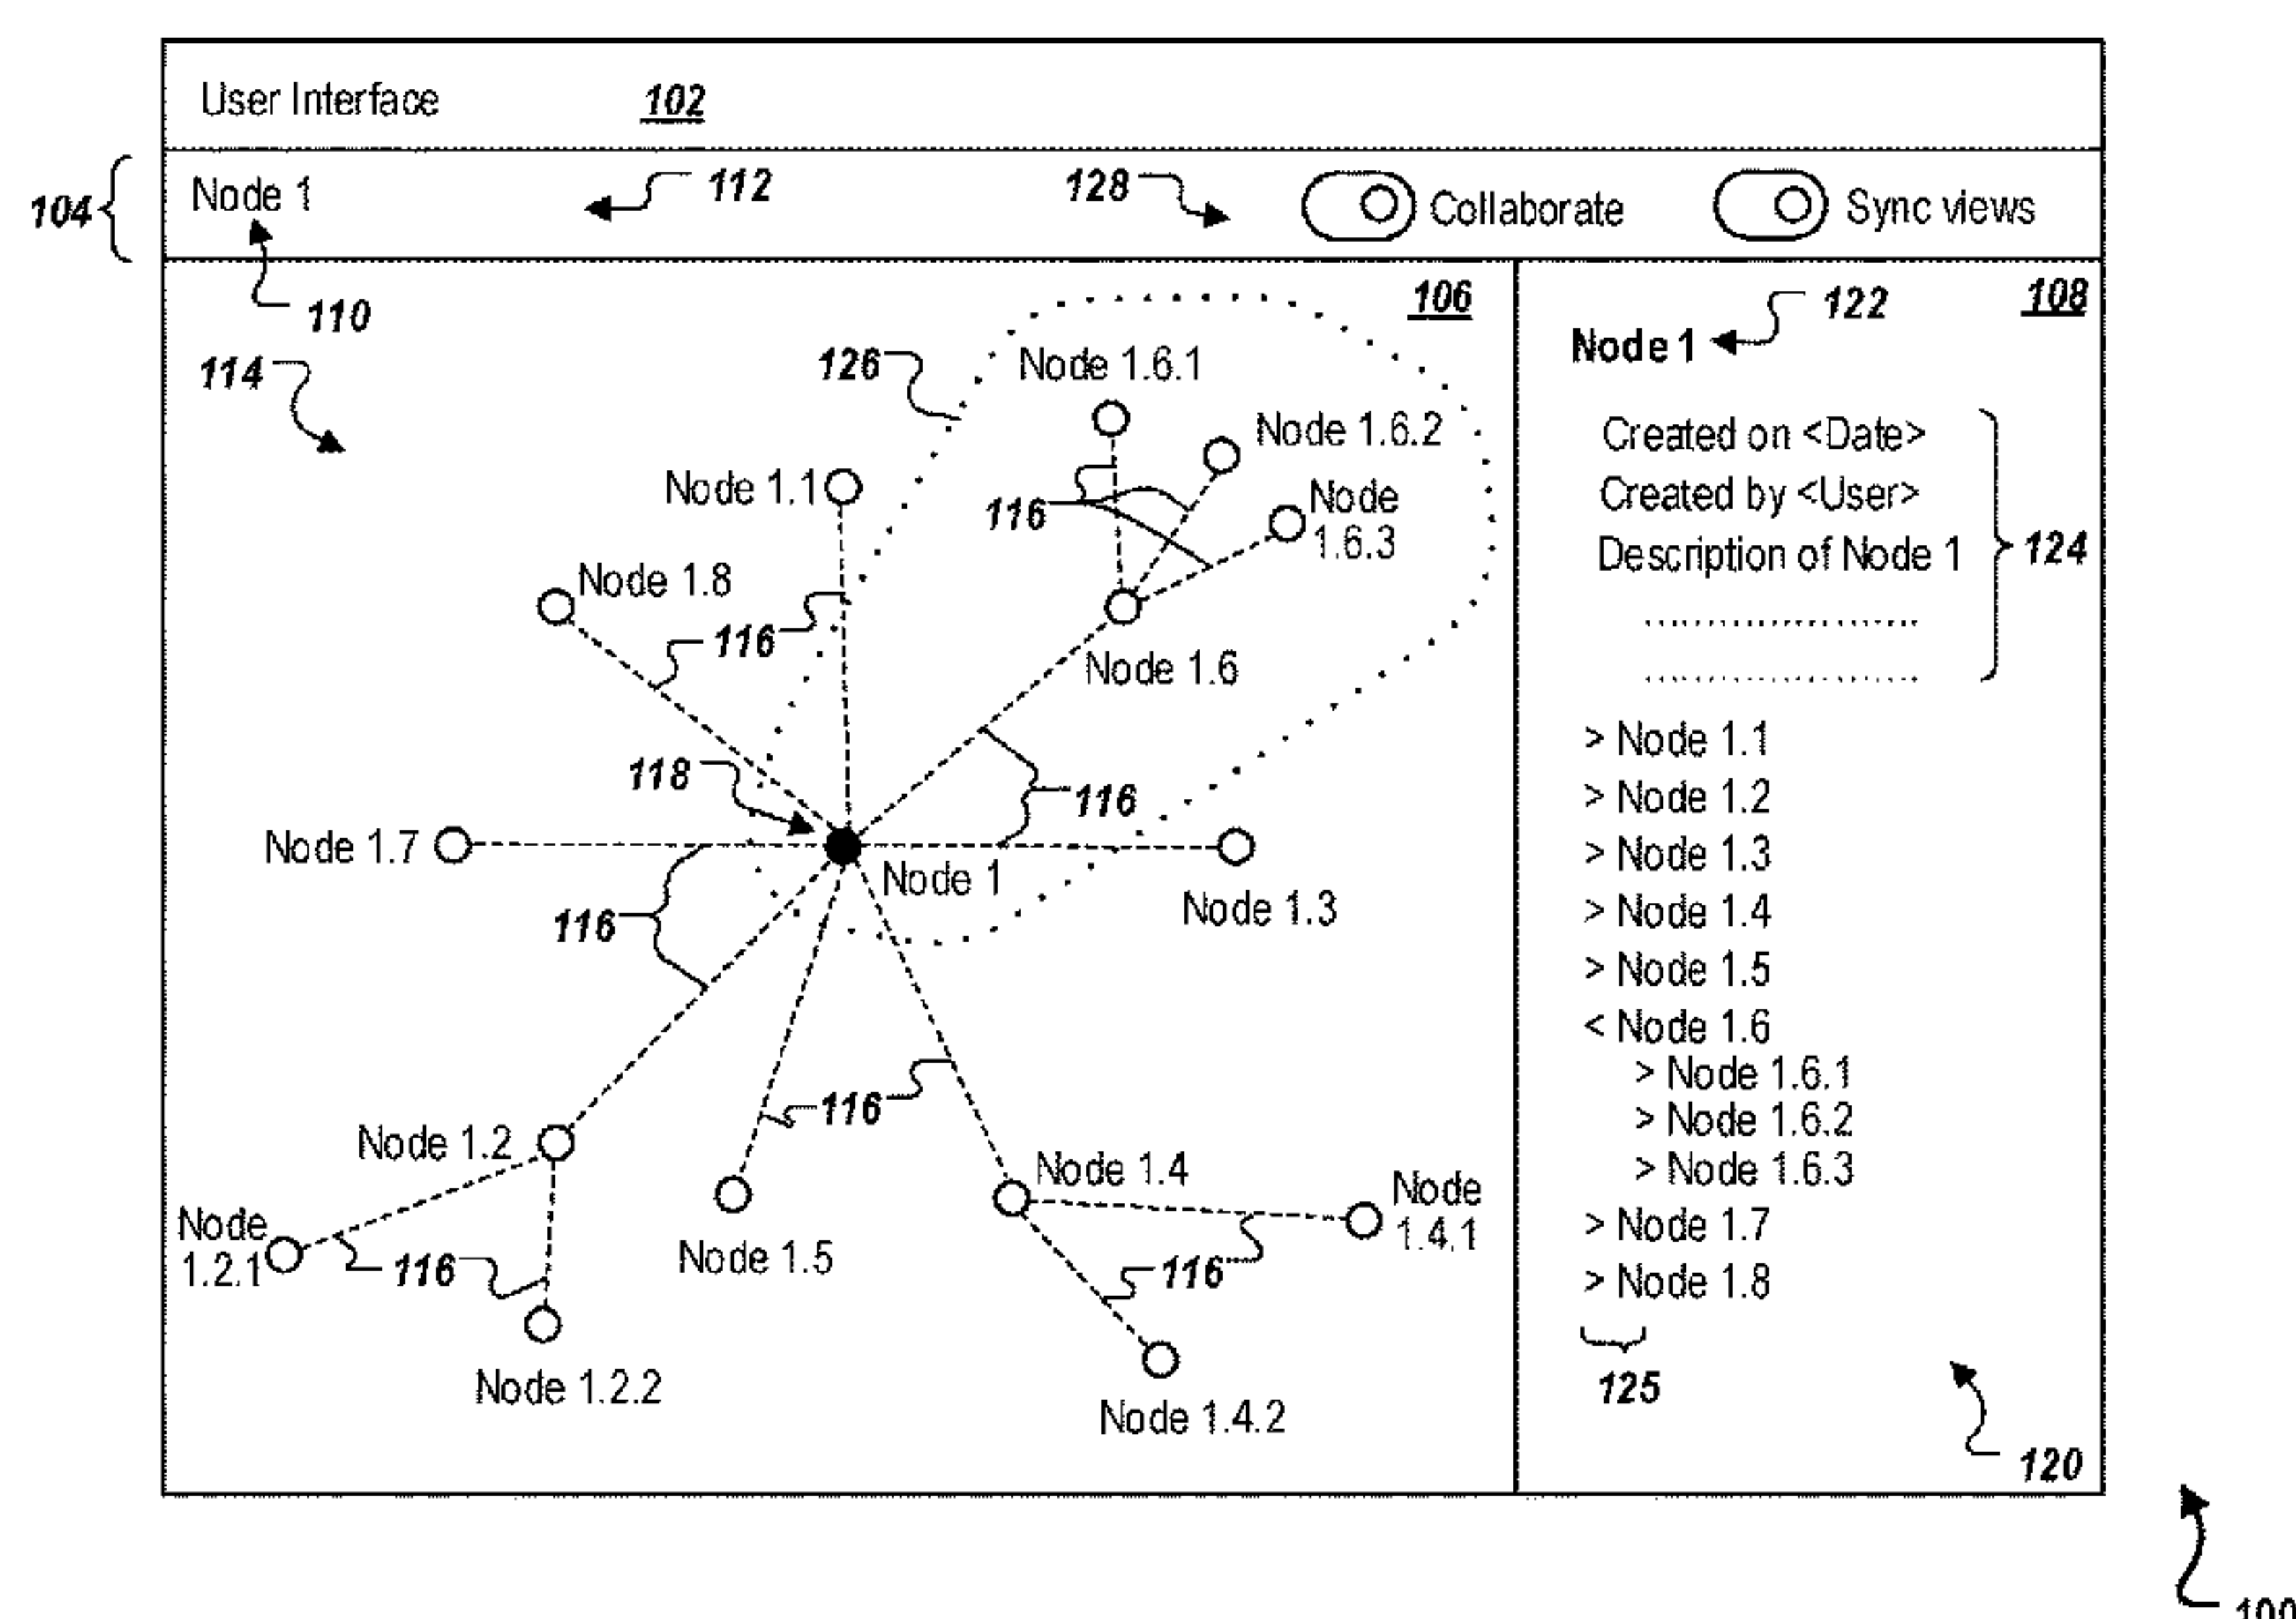 User Interface 102
104 Node 1 112 128 Collaborate Sync views
110
106
122 108
Node 1
114
126
Node 1.6.1
Node 1.6.2
Node 1.1
116
Node
1.6.3
Node 1.8
116
Node 1.6
118
116
Node 1.7
Node 1
Node 1.3
116
116
Node 1.2
Node 1.4
Node
1.4.1
Node
1.2.1
Node 1.5
116
116
Node 1.2.2
Node 1.4.2
Created on <Date>
Created by <User>
Description of Node 1
124
> Node 1.1
> Node 1.2
> Node 1.3
> Node 1.4
> Node 1.5
< Node 1.6
> Node 1.6.1
> Node 1.6.2
> Node 1.6.3
> Node 1.7
> Node 1.8
125
120